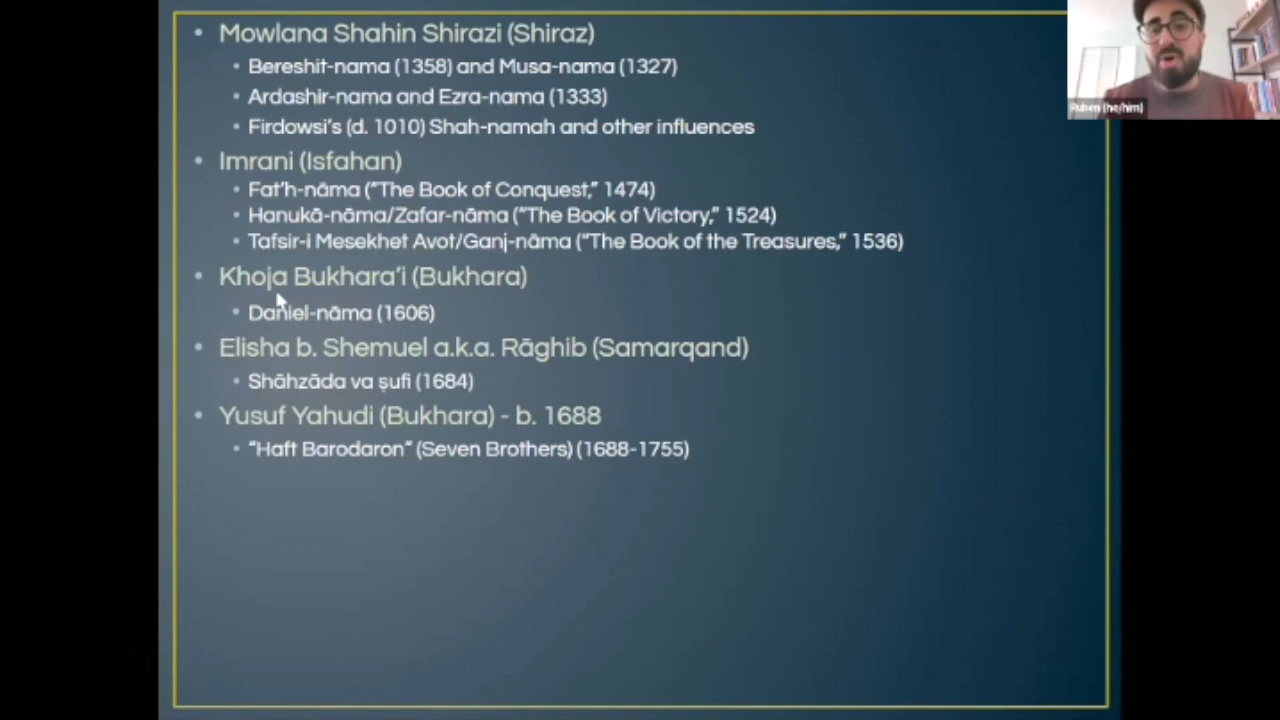 • Mowlana Shahin Shirazi (Shiraz)
• Bereshit-nama (1358) and Musa-nama (1327)
• Ardashir-nama and Ezra-nama (1333)
• Firdowsi's (d. 1010) Shah-namah and other influences
• Imrani (Isfahan)
• Fat'h-nāma ("The Book of Conquest," 1474)
• Hanukā-nāma/Zafar-nāma ("The Book of Victory," 1524)
• Tafsir-i Mesekhet Avot/Ganj-nāma ("The Book of the Treasures," 1536)
• Khoja Bukhara'i (Bukhara)
• Daniel-nāma (1606)
• Elisha b. Shemuel a.k.a. Rāghib (Samarqand)
• Shāhzāda va ṣufi (1684)
• Yusuf Yahudi (Bukhara) - b. 1688
• "Haft Barodaron" (Seven Brothers) (1688-1755)
Ruben (he/him)